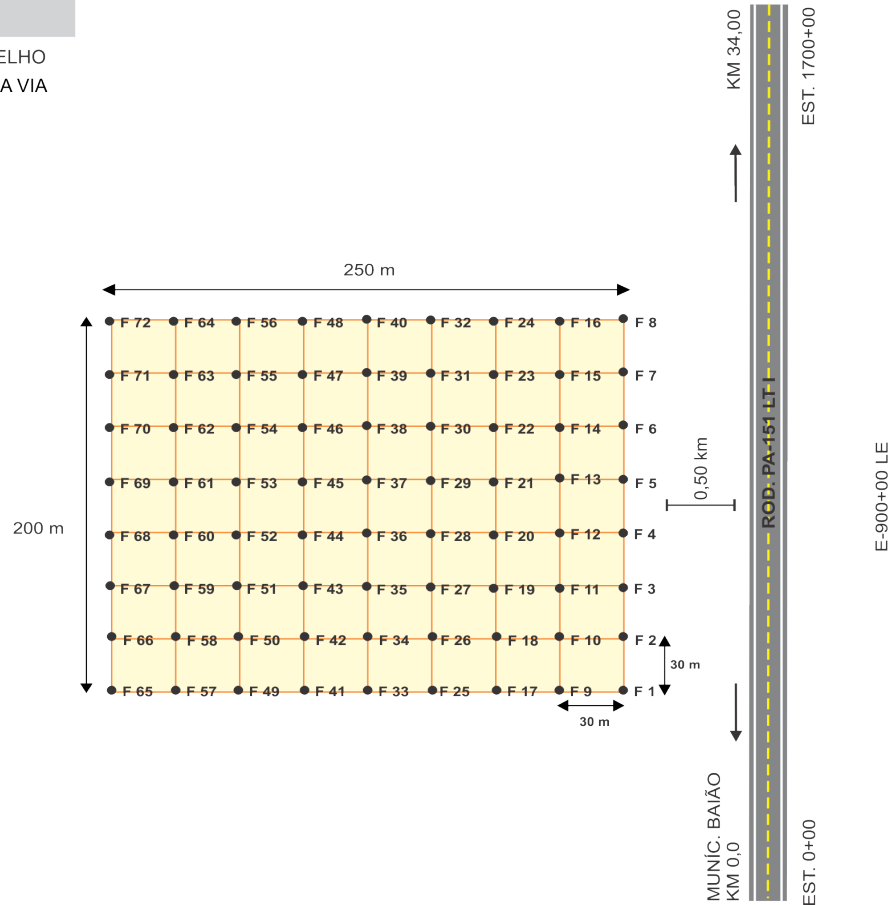 ELHO
A VIA
KM 34,00
EST. 1700+00
250 m
F 72 F 64 F 56 F 48 F 40 F 32 F 24 F 16 F 8
F 71 F 63 F 55 F 47 F 39 F 31 F 23 F 15 F 7
F 70 F 62 F 54 F 46 F 38 F 30 F 22 F 14 F 6
F 69 F 61 F 53 F 45 F 37 F 29 F 21 F 13 F 5
200 m
F 68 F 60 F 52 F 44 F 36 F 28 F 20 F 12 F 4
F 67 F 59 F 51 F 43 F 35 F 27 F 19 F 11 F 3
F 66 F 58 F 50 F 42 F 34 F 26 F 18 F 10 F 2
F 65 F 57 F 49 F 41 F 33 F 25 F 17 F 9 F 1
30 m
30 m
0,50 km
ROD. PA-151 LT I
E-900+00 LE
MUNÍC. BAIÃO
KM 0,0
EST. 0+00